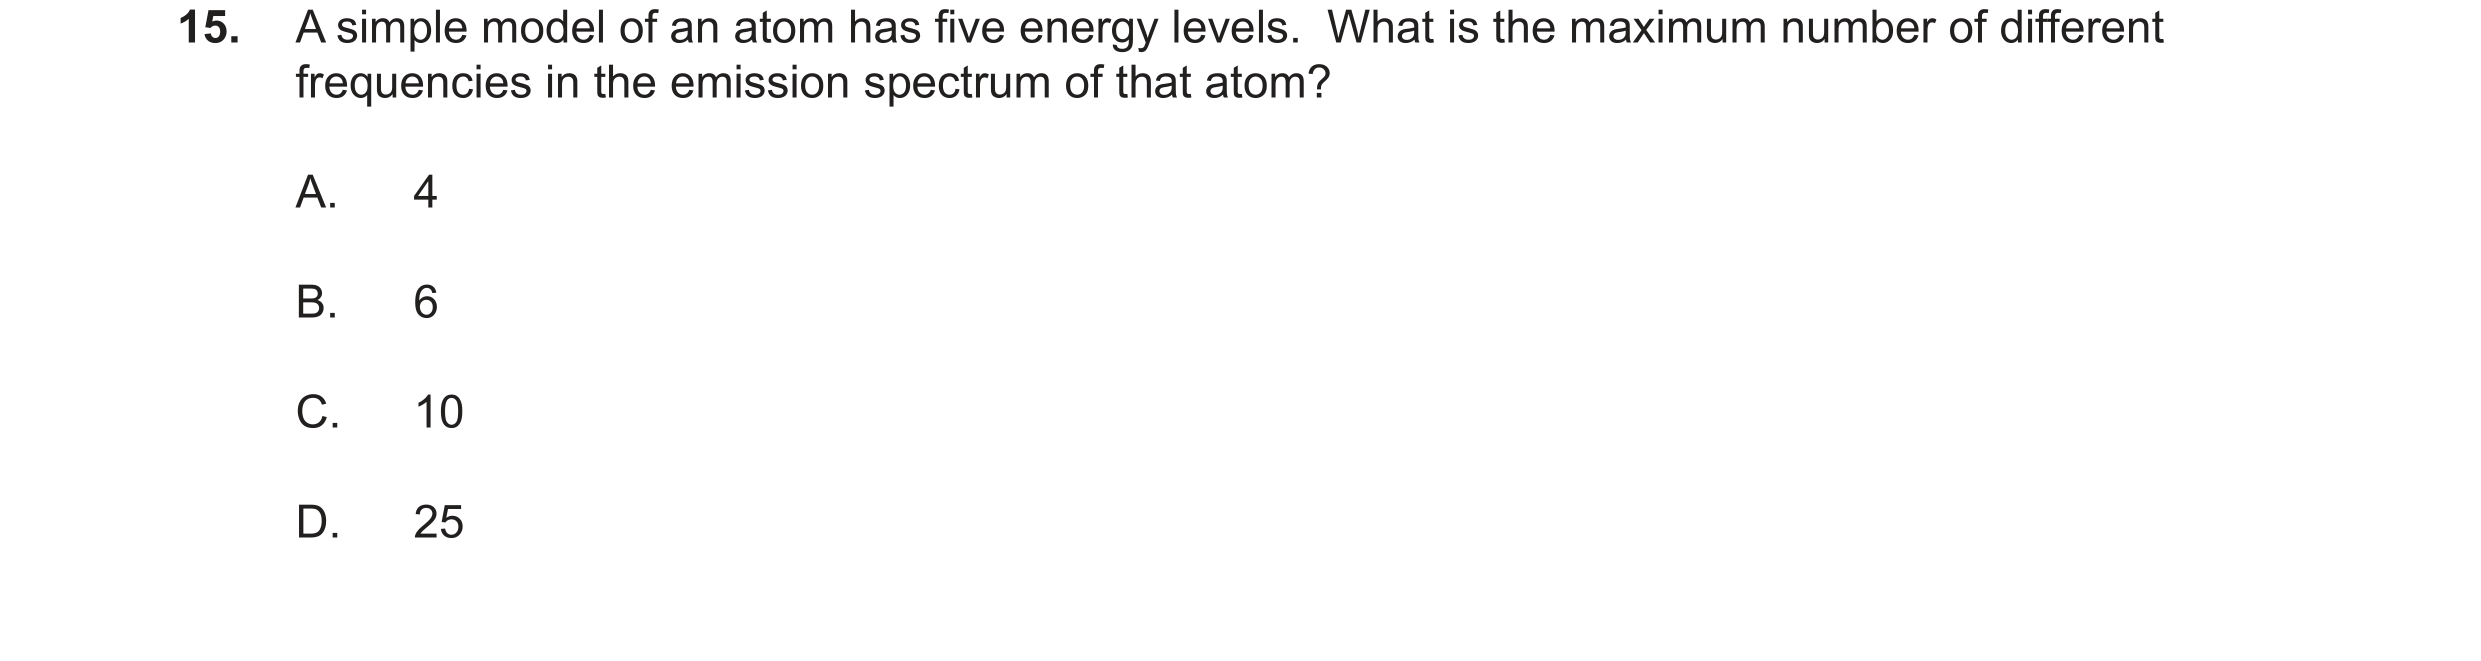 15. A simple model of an atom has five energy levels. What is the maximum number of different
frequencies in the emission spectrum of that atom?
A. 4
B. 6
C. 10
D. 25